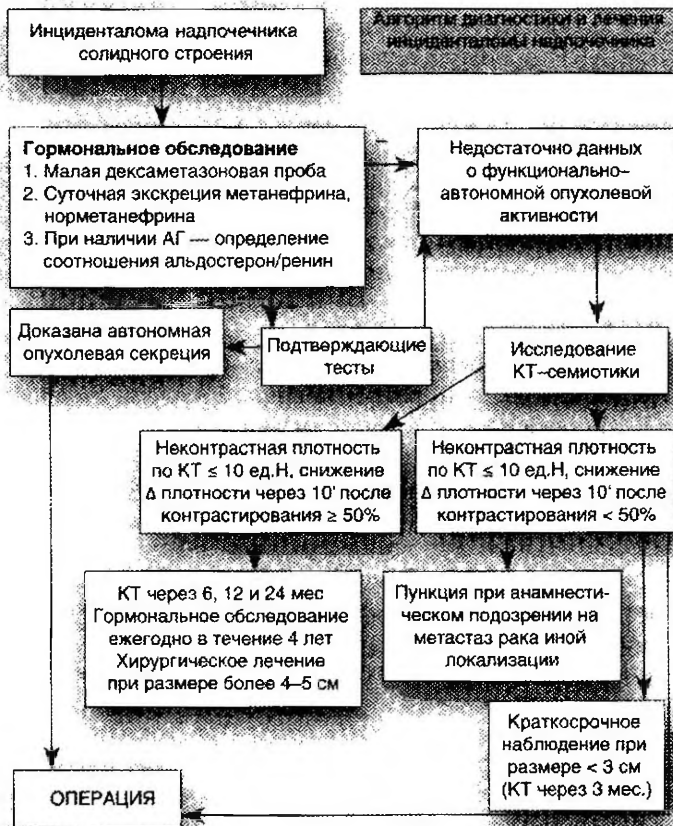 Инциденталома надпочечника
солидного строения
Алгоритм диагностики и лечения
инциденталомы надпочечника
Гормональное обследование
1. Малая дексаметазоновая проба
2. Суточная экскреция метанефрина,
норметанефрина
3. При наличии АГ — определение
соотношения альдостерон/ренин
Недостаточно данных
о функционально-
автономной опухолевой
активности
Доказана автономная
опухолевая секреция
Подтверждающие
тесты
Исследование
КТ–семиотики
Неконтрастная плотность
по КТ ≤ 10 ед.Н, снижение
Δ плотности через 10' после
контрастирования ≥ 50%
Неконтрастная плотность
по КТ ≤ 10 ед.Н, снижение
Δ плотности через 10' после
контрастирования < 50%
КТ через 6, 12 и 24 мес
Гормональное обследование
ежегодно в течение 4 лет
Хирургическое лечение
при размере более 4–5 см
Пункция при анамнести-
ческом подозрении на
метастаз рака иной
локализации
Краткосрочное
наблюдение при
размере < 3 см
(КТ через 3 мес.)
ОПЕРАЦИЯ